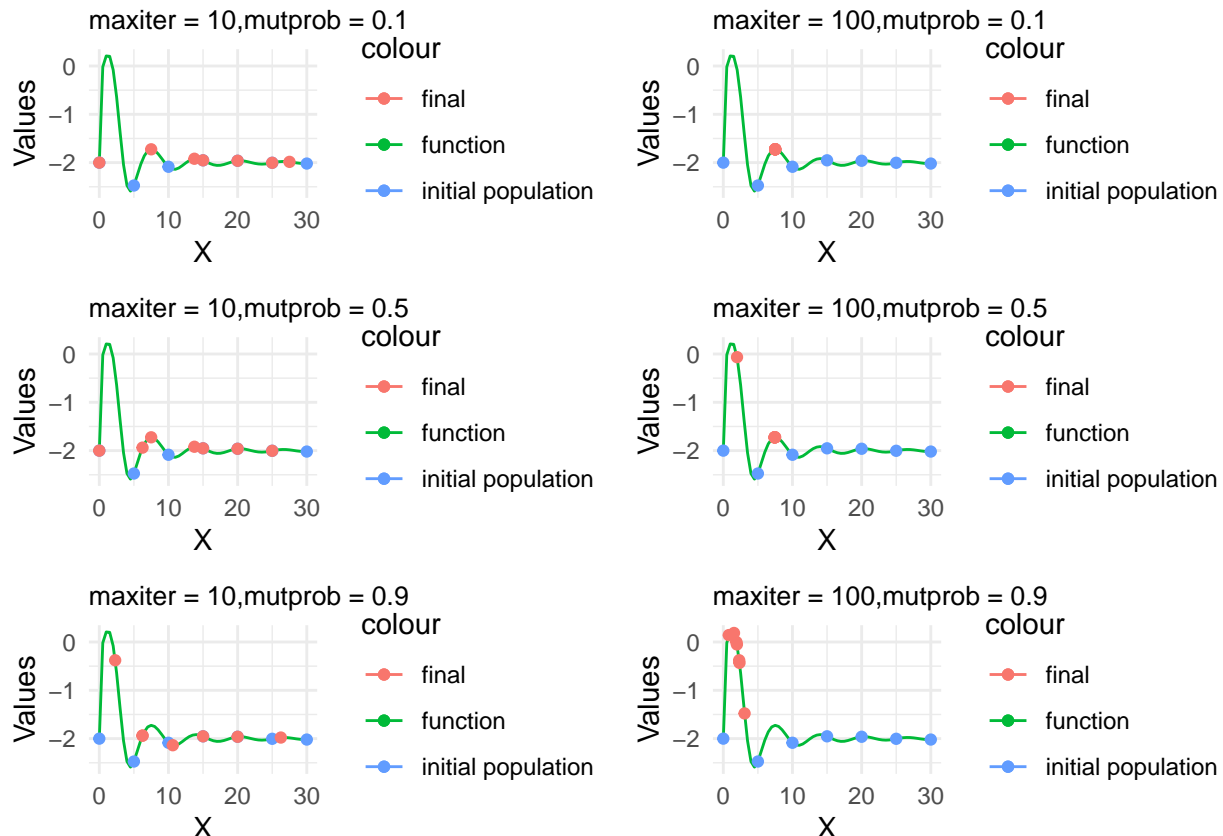 maxiter = 10,mutprob = 0.1
colour
Values
0
−1
−2
0 10 20 30
X
final
function
initial population
maxiter = 100,mutprob = 0.1
colour
Values
0
−1
−2
0 10 20 30
X
final
function
initial population
maxiter = 10,mutprob = 0.5
colour
Values
0
−1
−2
0 10 20 30
X
final
function
initial population
maxiter = 100,mutprob = 0.5
colour
Values
0
−1
−2
0 10 20 30
X
final
function
initial population
maxiter = 10,mutprob = 0.9
colour
Values
0
−1
−2
0 10 20 30
X
final
function
initial population
maxiter = 100,mutprob = 0.9
colour
Values
0
−1
−2
0 10 20 30
X
final
function
initial population